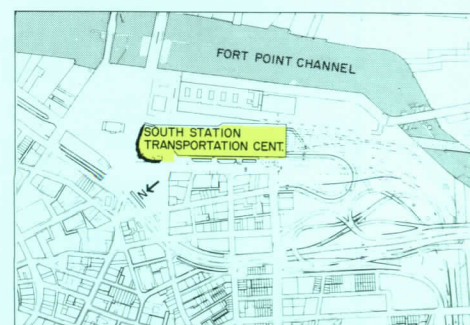 FORT POINT CHANNEL
SOUTH STATION
TRANSPORTATION CENT.
N